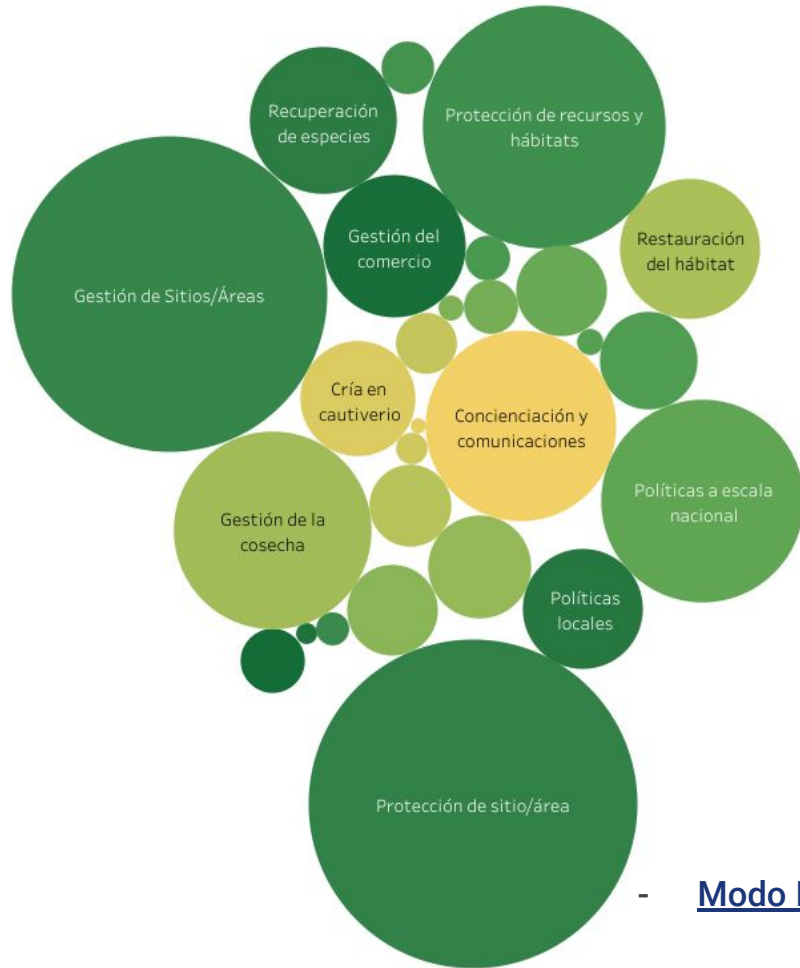 Recuperación
de especies
Protección de recursos y
hábitats
Gestión del
comercio
Restauración
del hábitat
Gestión de Sitios/Áreas
Cría en
cautiverio
Concienciación y
comunicaciones
Políticas a escala
nacional
Gestión de la
cosecha
Políticas
locales
Protección de sitio/área
- Modo